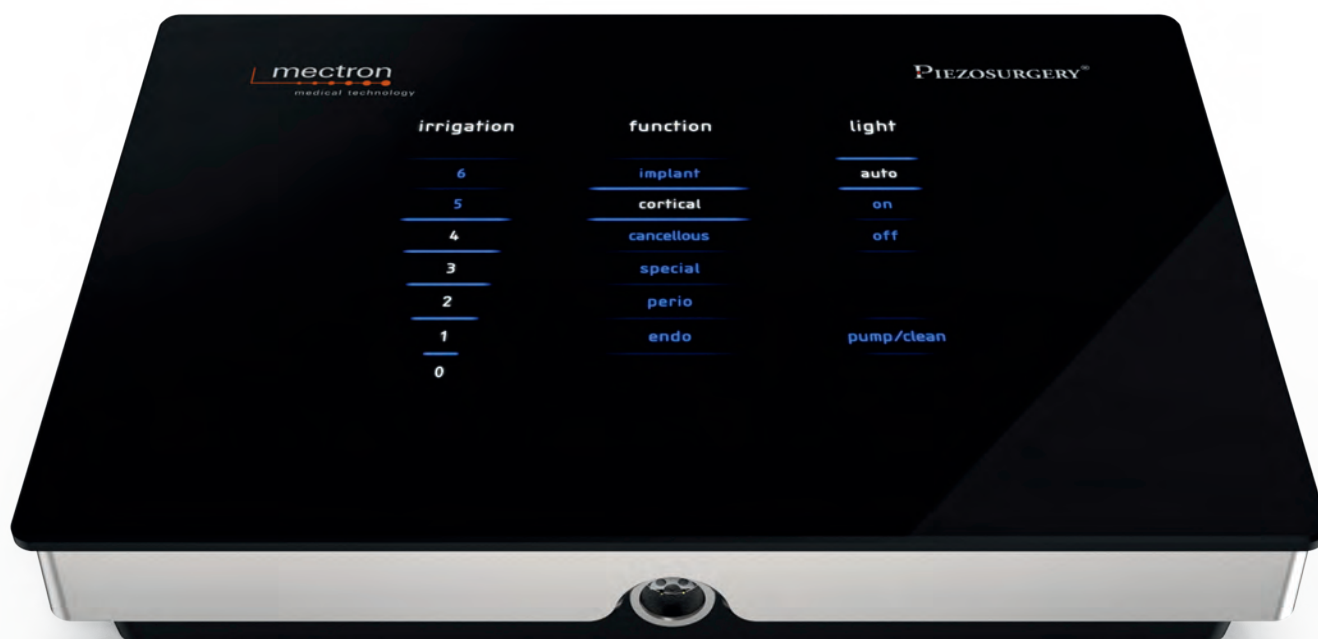 mectron
medical technology
PIEZOSURGERY®
irrigation function light
6 implant auto
5 cortical on
4 cancellous off
3 special
2 perio
1 endo pump/clean
0